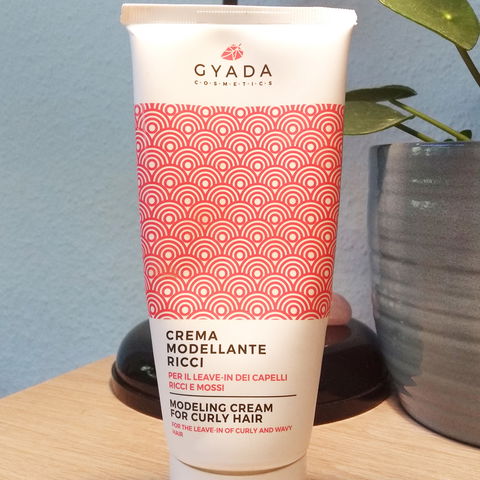 GYADA
COSMETICS
CREMA
MODELLANTE
RICCI
PER IL LEAVE-IN DEI CAPELLI
RICCI E MOSSI
MODELING CREAM
FOR CURLY HAIR
FOR THE LEAVE-IN OF CURLY AND WAVY
HAIR